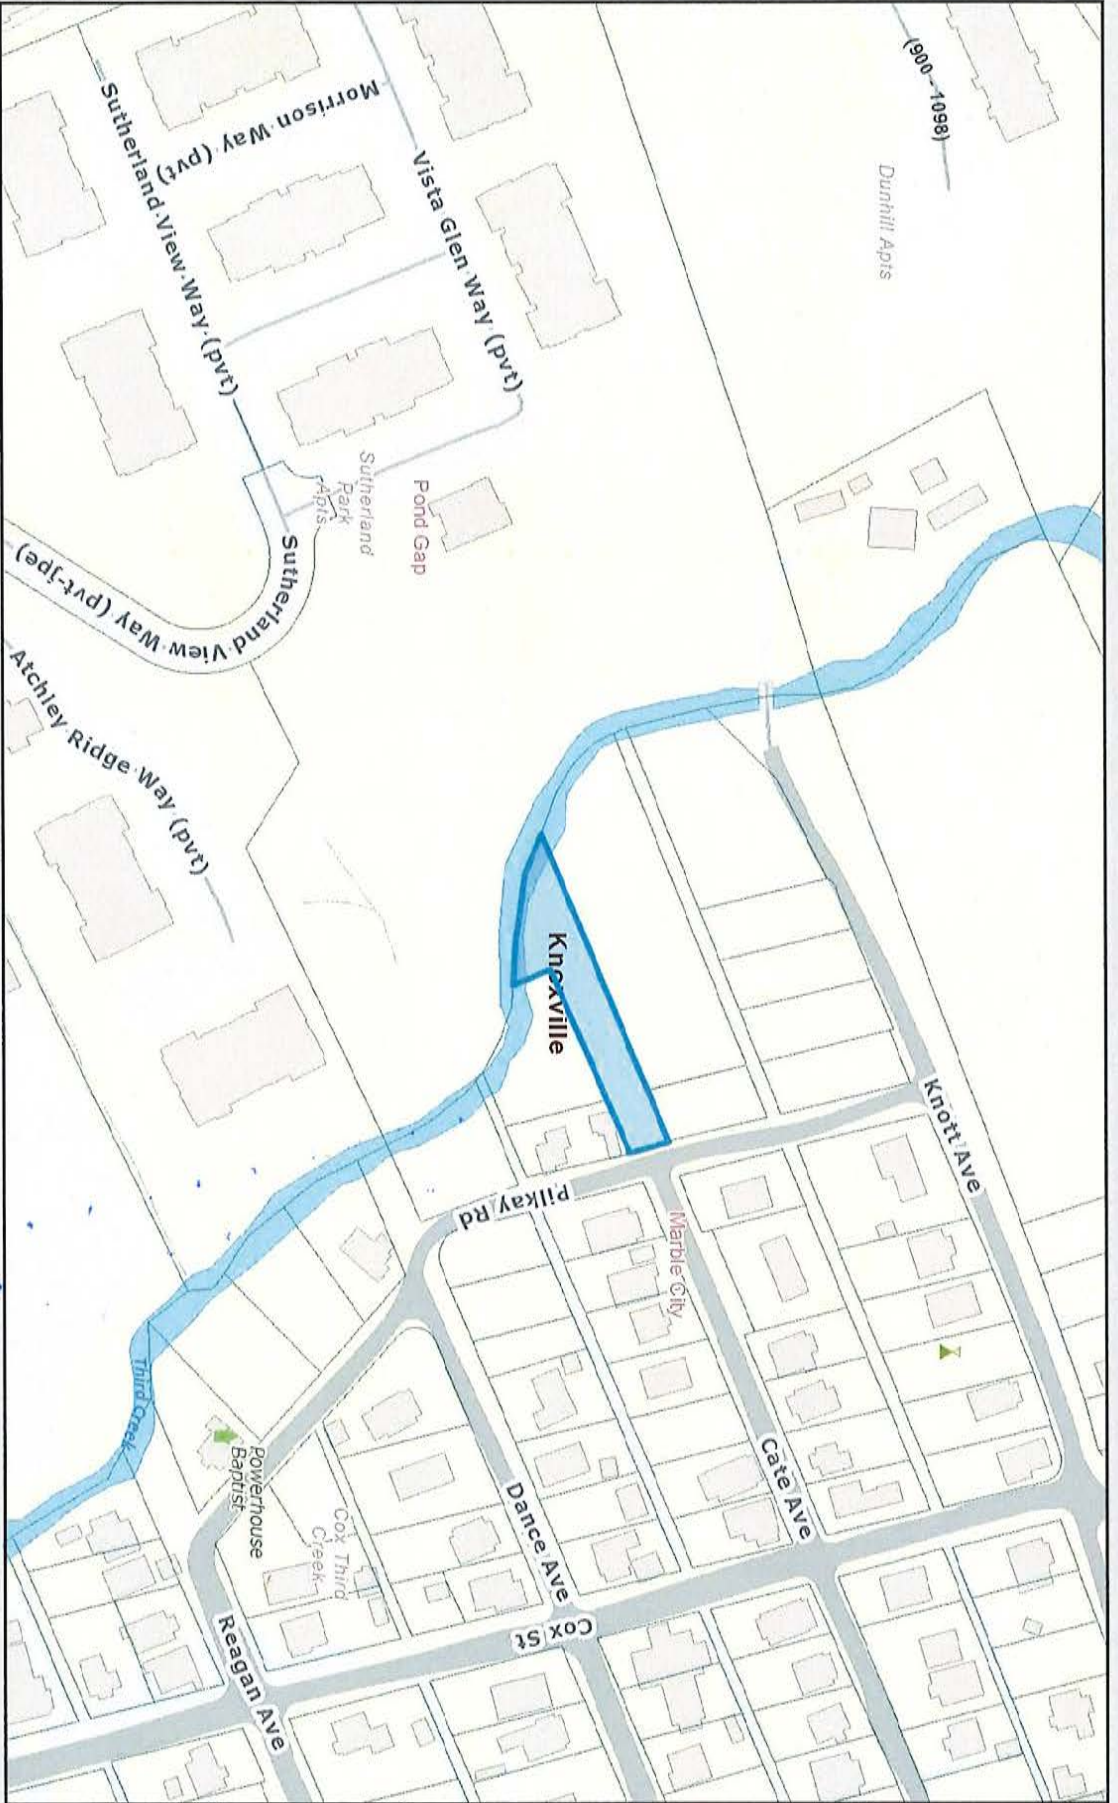 (900 - 1098)
Dunhill Apts
Morrison Way (pvt)
Sutherland View Way (pvt)
Vista Glen Way (pvt)
Sutherland
Park
Apts
Pond Gap
Sutherland View Way (pvt-jpe)
Atchley Ridge Way (pvt)
Knoxville
Knott Ave
Pilkay Rd
Marble City
Cate Ave
Dance Ave
Third Creek
Powerhouse
Baptist
Cox Third
Creek
Cox St
Reagan Ave